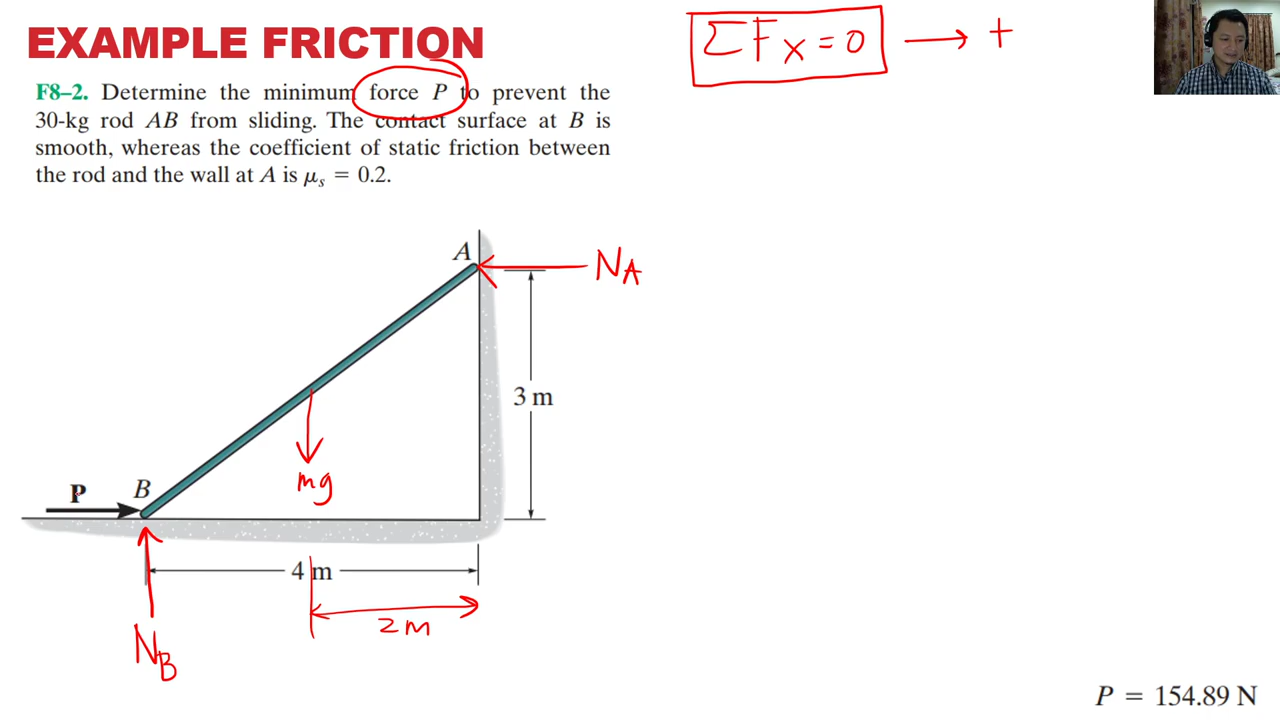 EXAMPLE FRICTION
ΣFx = 0 → +
F8–2. Determine the minimum force P to prevent the
30-kg rod AB from sliding. The contact surface at B is
smooth, whereas the coefficient of static friction between
the rod and the wall at A is μs = 0.2.
A
NA
3 m
mg
P
B
4 m
2m
NB
P = 154.89 N